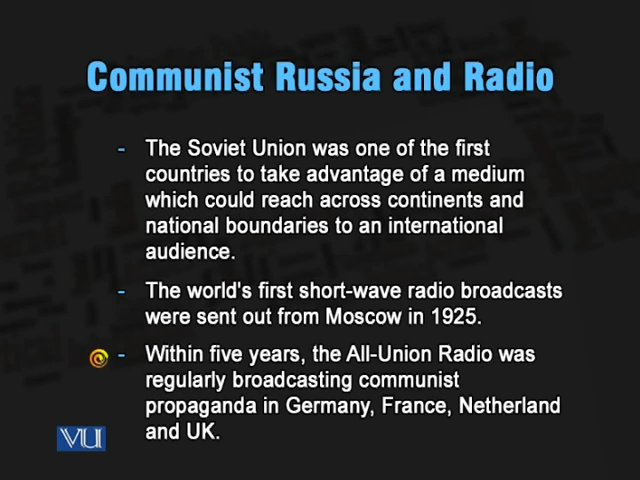 Communist Russia and Radio
- The Soviet Union was one of the first
countries to take advantage of a medium
which could reach across continents and
national boundaries to an international
audience.
- The world's first short-wave radio broadcasts
were sent out from Moscow in 1925.
- Within five years, the All-Union Radio was
regularly broadcasting communist
propaganda in Germany, France, Netherland
and UK.
VU